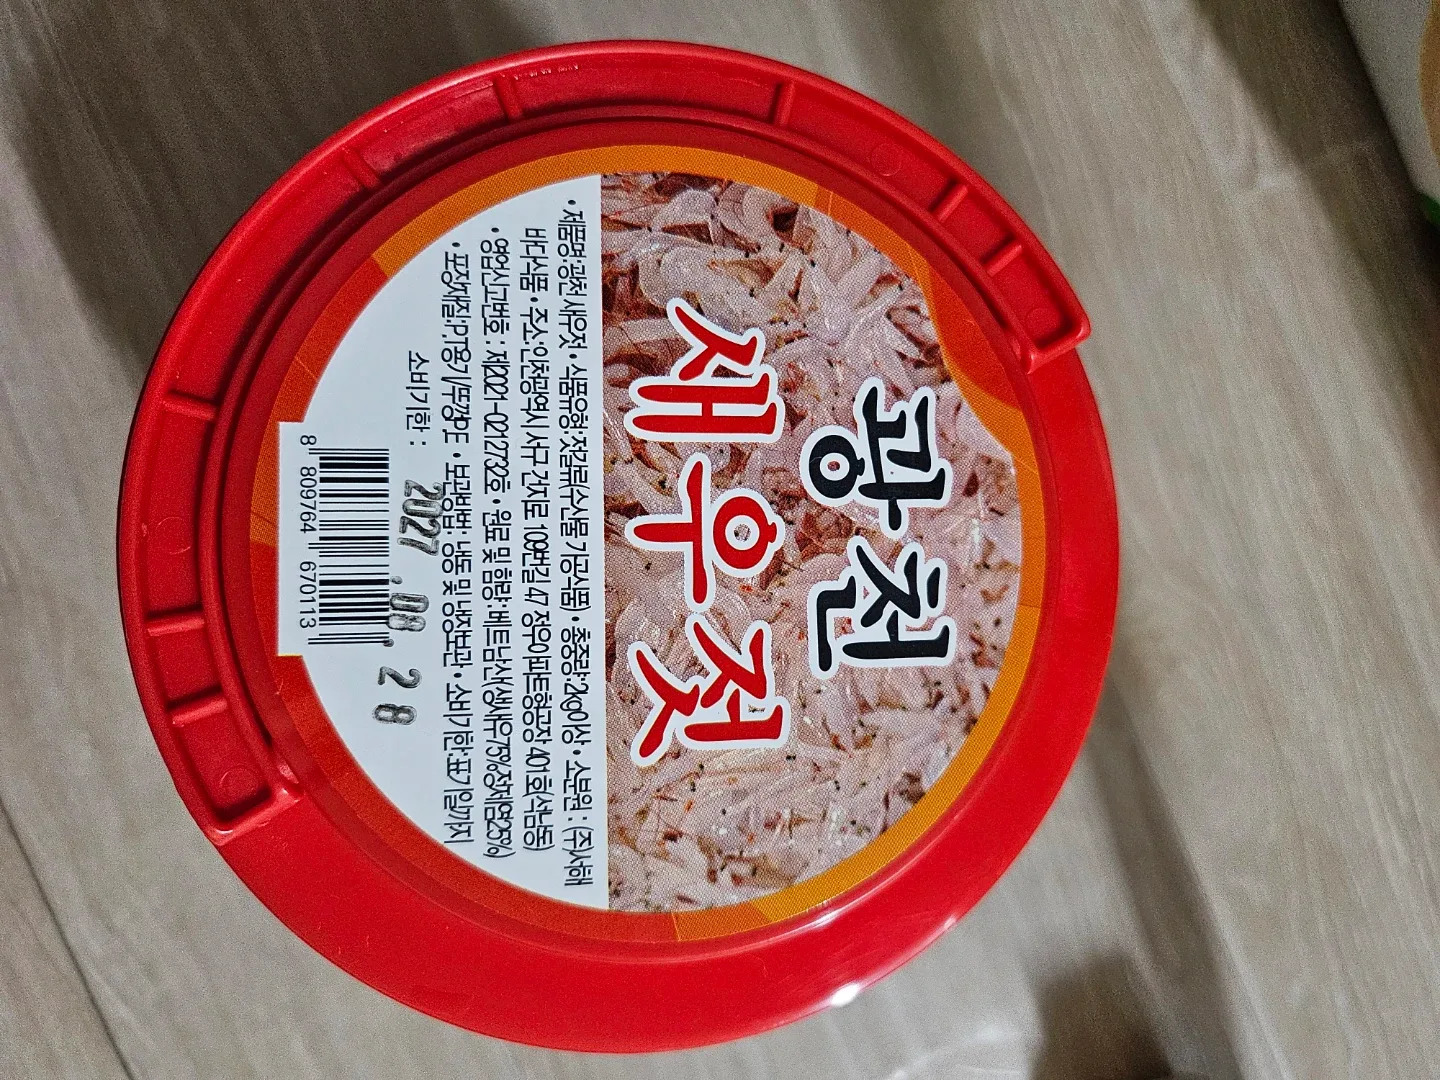 광천
새우젓
• 제품명:광천 새우젓 • 식품유형:젓갈류(수산물 가공식품) • 총중량:2kg이상 • 소분원 : (주)서해
바다식품 • 주소:인천광역시 서구 건지로 109번길 47 정우아파트형공장 401호(석남동)
• 영업신고번호 : 제2021-0212732호 • 원료 및 함량:베트남산(생새우75%정제염25%)
• 포장재질:P.T용기/뚜껑P.E • 보관방법: 냉동 및 냉장보관 • 소비기한:표기일까지
소비기한 : 2027 . 08 . 28
8 809764 670113